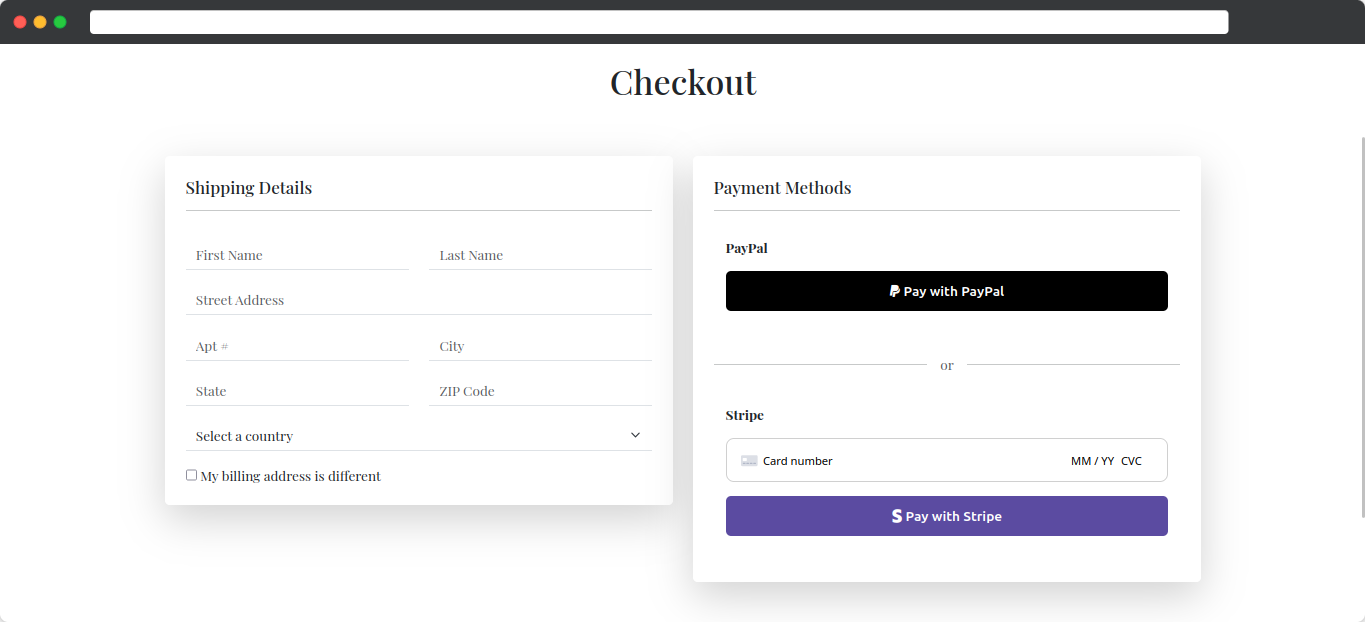 Checkout
Shipping Details
First Name
Last Name
Street Address
Apt #
City
State
ZIP Code
Select a country
My billing address is different
Payment Methods
PayPal
Pay with PayPal
or
Stripe
Card number
MM / YY CVC
Pay with Stripe